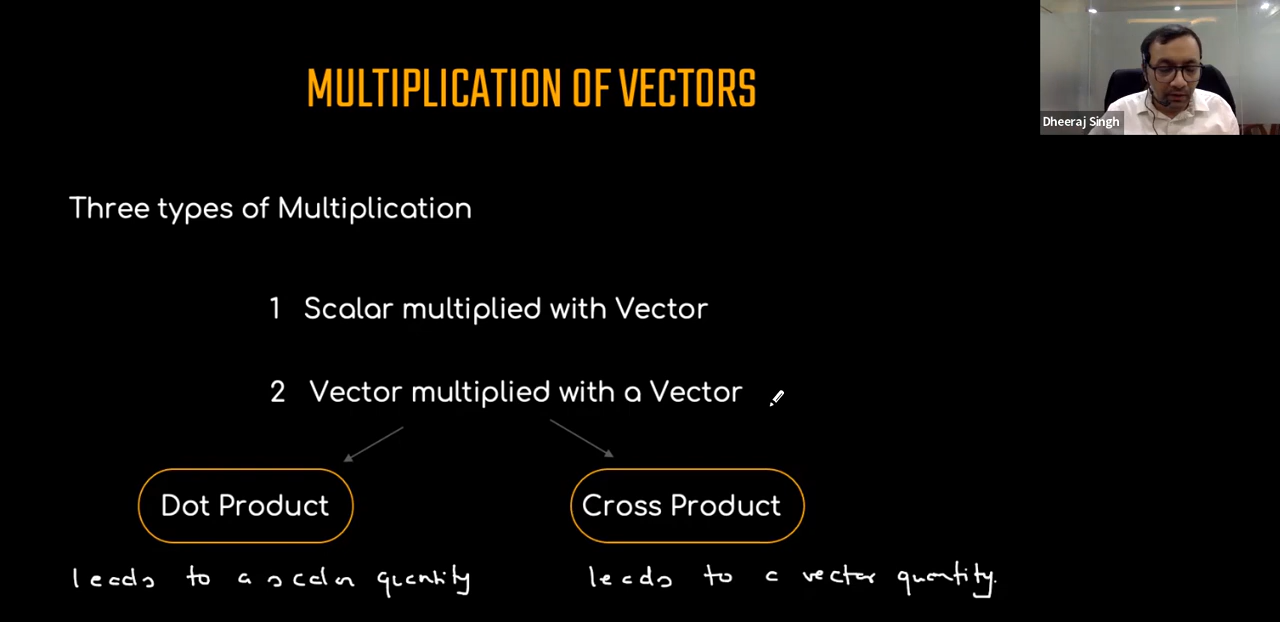 MULTIPLICATION OF VECTORS
Dheeraj Singh
Three types of Multiplication
1 Scalar multiplied with Vector
2 Vector multiplied with a Vector
Dot Product
Cross Product
leads to a scalar quantity
leads to a vector quantity.